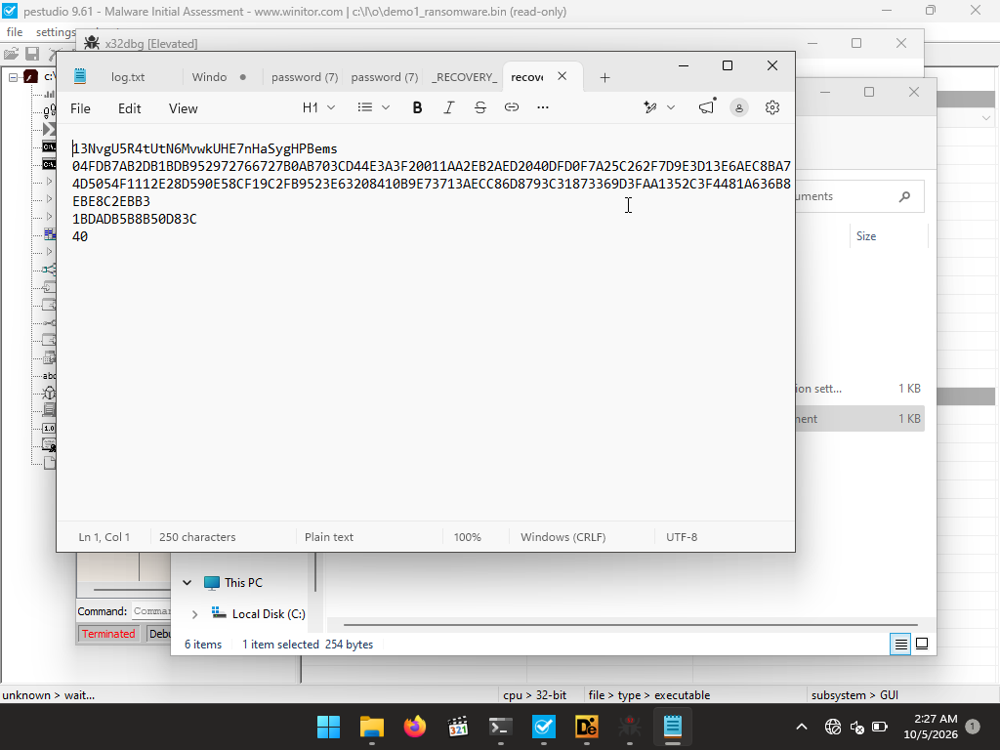 pestudio 9.61 - Malware Initial Assessment - www.winitor.com | c:\l\o\demo1_ransomware.bin (read-only)
file settings
x32dbg [Elevated]
log.txt Windo password (7) password (7) _RECOVERY_ recove
File Edit View H1 B
13NvgU5R4tUtN6MvwkUHE7nHaSygHPBems
04FDB7AB2DB1BDB952972766727B0AB703CD44E3A3F20011AA2EB2AED2040DFD0F7A25C262F7D9E3D13E6AEC8BA7
4D5054F1112E28D590E58CF19C2FB9523E63208410B9E73713AECC86D8793C31873369D3FAA1352C3F4481A636B8
EBE8C2EBB3
1BDADB5B8B50D83C
40
uments
Size
ion sett... 1 KB
ment 1 KB
Ln 1, Col 1 250 characters Plain text 100% Windows (CRLF) UTF-8
This PC
Local Disk (C:)
Command: Comma
Terminated Debu
6 items 1 item selected 254 bytes
unknown > wait... cpu > 32-bit file > type > executable subsystem > GUI
2:27 AM
10/5/2026
1